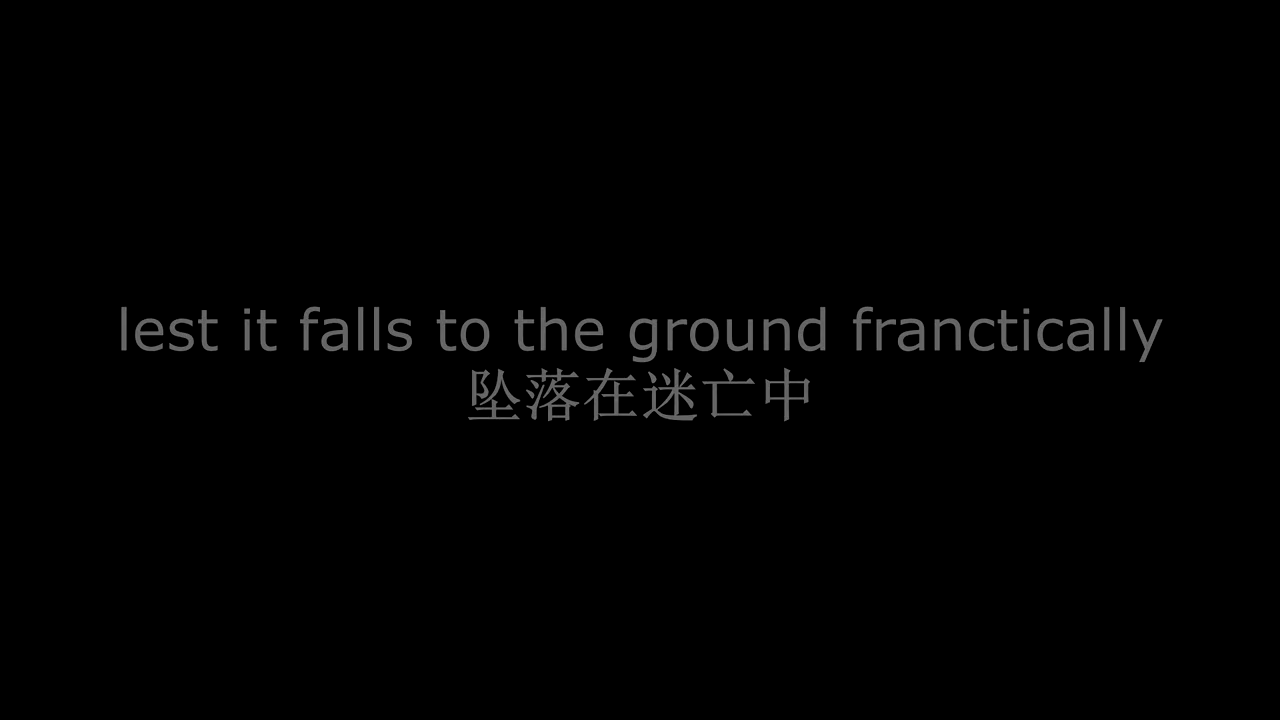 lest it falls to the ground franctically
坠落在迷亡中